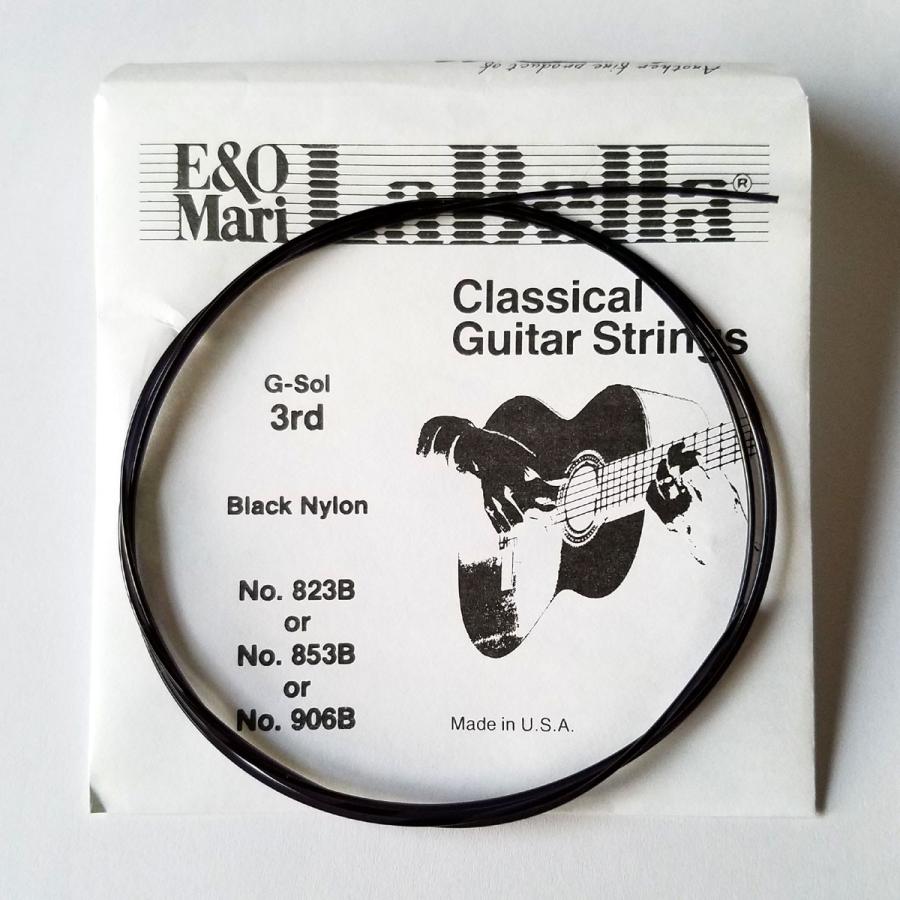 Another fine product of
E&O
Mari
LaBella®
Classical
Guitar Strings
G-Sol
3rd
Black Nylon
No. 823B
or
No. 853B
or
No. 906B
Made in U.S.A.